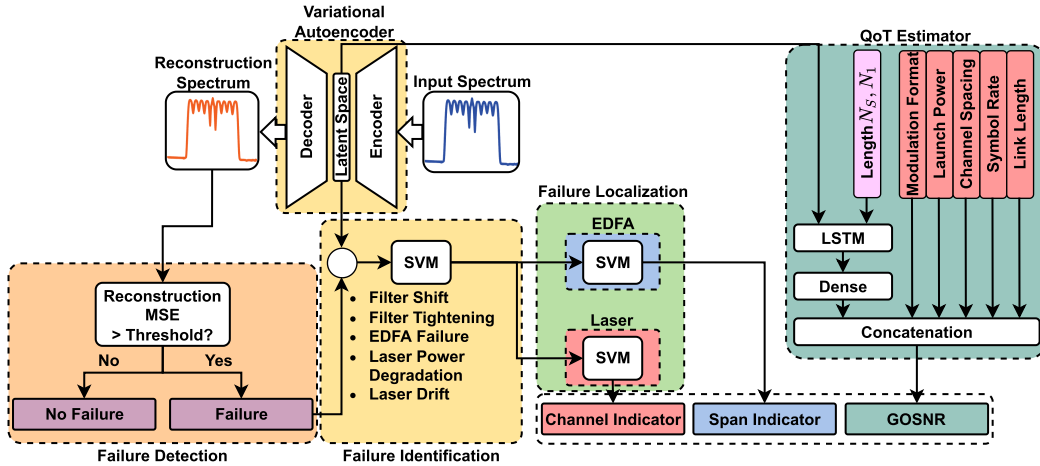 Variational
Autoencoder
QoT Estimator
Reconstruction
Spectrum
Input Spectrum
Decoder
Latent Space
Encoder
Length N_S, N_1
Modulation Format
Launch Power
Channel Spacing
Symbol Rate
Link Length
LSTM
Dense
Concatenation
Failure Localization
EDFA
SVM
Laser
SVM
SVM
• Filter Shift
• Filter Tightening
• EDFA Failure
• Laser Power
Degradation
• Laser Drift
Reconstruction
MSE
> Threshold?
No
Yes
No Failure
Failure
Channel Indicator
Span Indicator
GOSNR
Failure Detection
Failure Identification